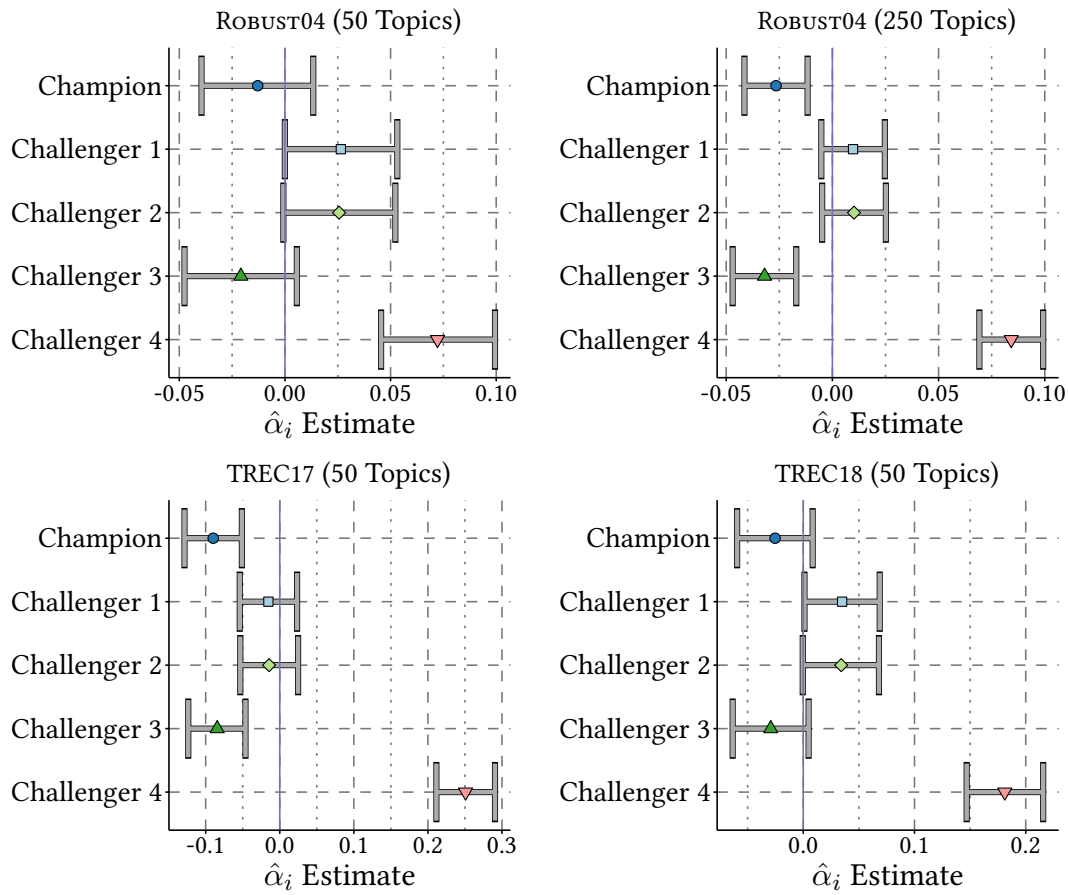 ROBUST04 (50 Topics)
Champion
Challenger 1
Challenger 2
Challenger 3
Challenger 4
-0.05 0.00 0.05 0.10
α̂ᵢ Estimate
ROBUST04 (250 Topics)
Champion
Challenger 1
Challenger 2
Challenger 3
Challenger 4
-0.05 0.00 0.05 0.10
α̂ᵢ Estimate
TREC17 (50 Topics)
Champion
Challenger 1
Challenger 2
Challenger 3
Challenger 4
-0.1 0.0 0.1 0.2 0.3
α̂ᵢ Estimate
TREC18 (50 Topics)
Champion
Challenger 1
Challenger 2
Challenger 3
Challenger 4
0.0 0.1 0.2
α̂ᵢ Estimate